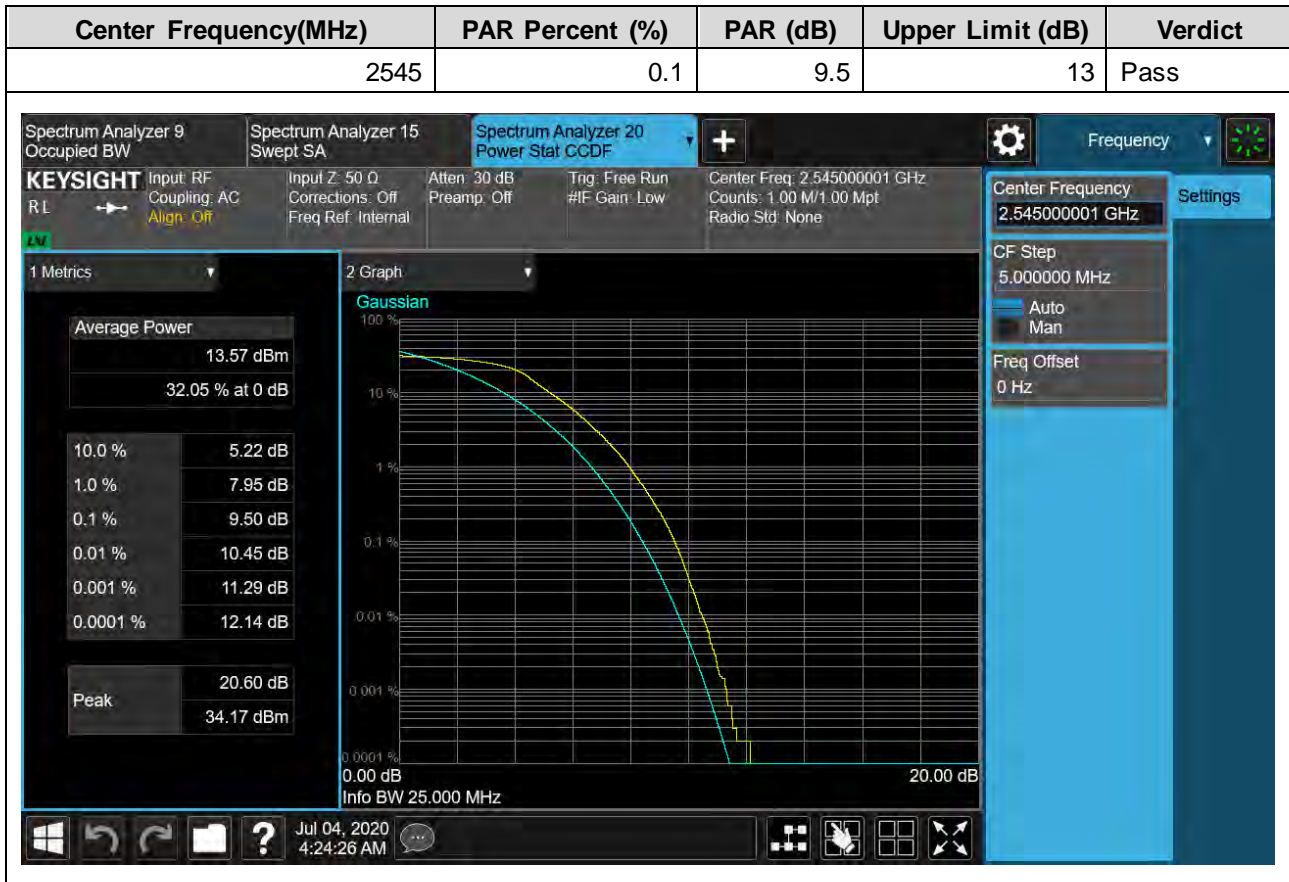 Center Frequency(MHz) PAR Percent (%) PAR (dB) Upper Limit (dB) Verdict
2545 0.1 9.5 13 Pass
Spectrum Analyzer 9 Spectrum Analyzer 15 Spectrum Analyzer 20
Occupied BW Swept SA Power Stat CCDF
Frequency
KEYSIGHT Input: RF Input Z: 50 Ω Atten: 30 dB Trig: Free Run Center Freq: 2.545000001 GHz
RL Coupling: AC Corrections: Off Preamp: Off #IF Gain: Low Counts: 1.00 M/1.00 Mpt
Align: Off Freq Ref: Internal Radio Std: None
Center Frequency
2.545000001 GHz
Settings
CF Step
5.000000 MHz
Auto
Man
Freq Offset
0 Hz
1 Metrics
Average Power
13.57 dBm
32.05 % at 0 dB
10.0 % 5.22 dB
1.0 % 7.95 dB
0.1 % 9.50 dB
0.01 % 10.45 dB
0.001 % 11.29 dB
0.0001 % 12.14 dB
Peak 20.60 dB
34.17 dBm
2 Graph
Gaussian
100 %
10 %
1 %
0.1 %
0.01 %
0.001 %
0.0001 %
0.00 dB 20.00 dB
Info BW 25.000 MHz
? Jul 04, 2020
4:24:26 AM